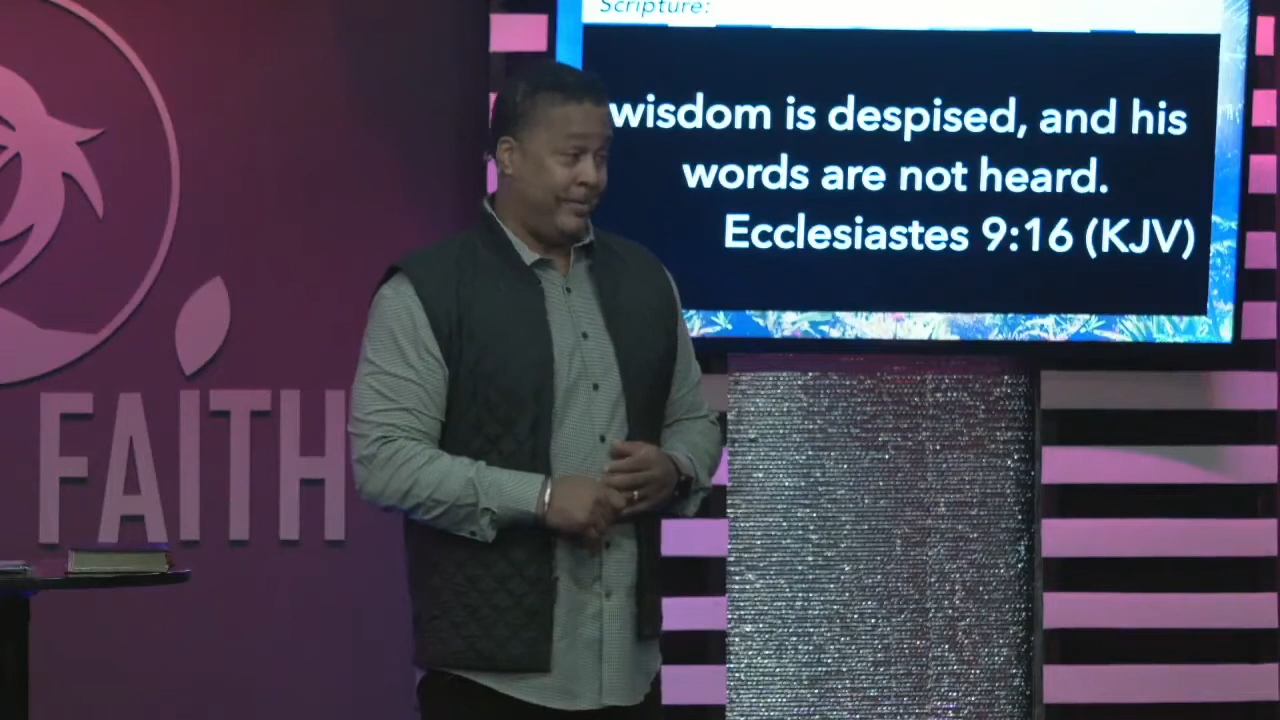 Scripture:
wisdom is despised, and his
words are not heard.
Ecclesiastes 9:16 (KJV)
FAITH